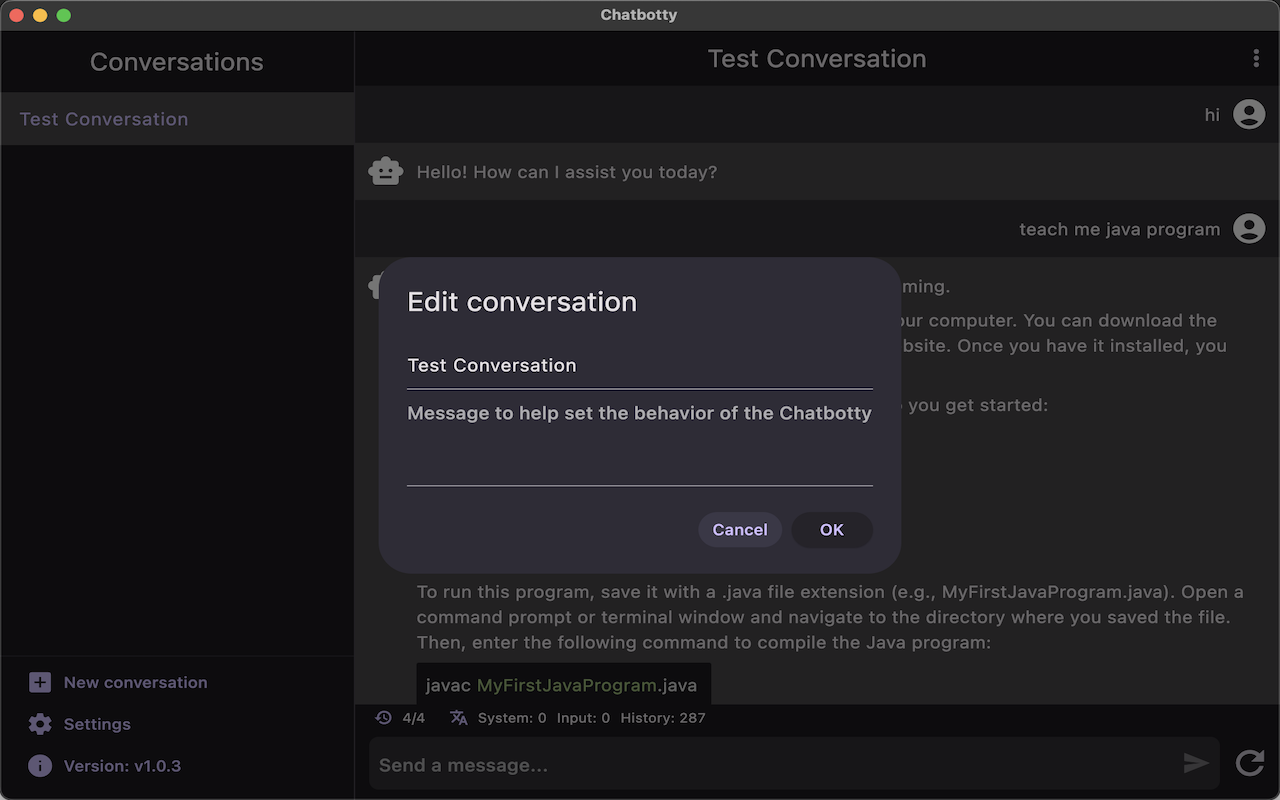 Chatbotty
Conversations
Test Conversation
New conversation
Settings
Version: v1.0.3
Test Conversation
hi
Hello! How can I assist you today?
teach me java program
ming.
ur computer. You can download the
bsite. Once you have it installed, you
you get started:
Edit conversation
Test Conversation
Message to help set the behavior of the Chatbotty
Cancel
OK
To run this program, save it with a .java file extension (e.g., MyFirstJavaProgram.java). Open a
command prompt or terminal window and navigate to the directory where you saved the file.
Then, enter the following command to compile the Java program:
javac MyFirstJavaProgram.java
4/4
System: 0 Input: 0 History: 287
Send a message...